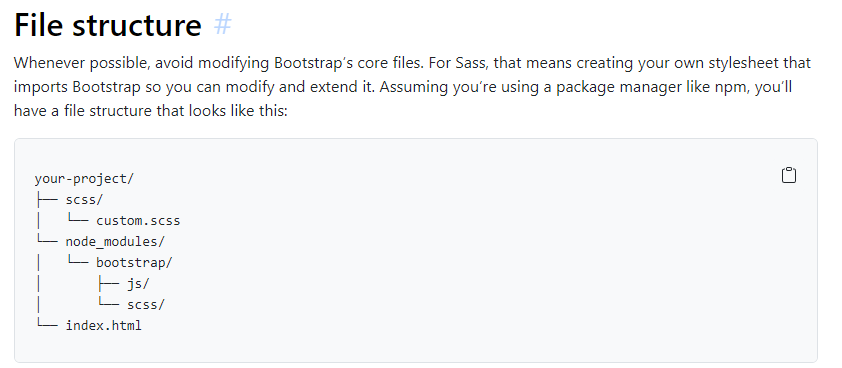 File structure #
Whenever possible, avoid modifying Bootstrap’s core files. For Sass, that means creating your own stylesheet that
imports Bootstrap so you can modify and extend it. Assuming you’re using a package manager like npm, you’ll
have a file structure that looks like this:
your-project/
├── scss/
│   └── custom.scss
└── node_modules/
│   └── bootstrap/
│       ├── js/
│       └── scss/
└── index.html